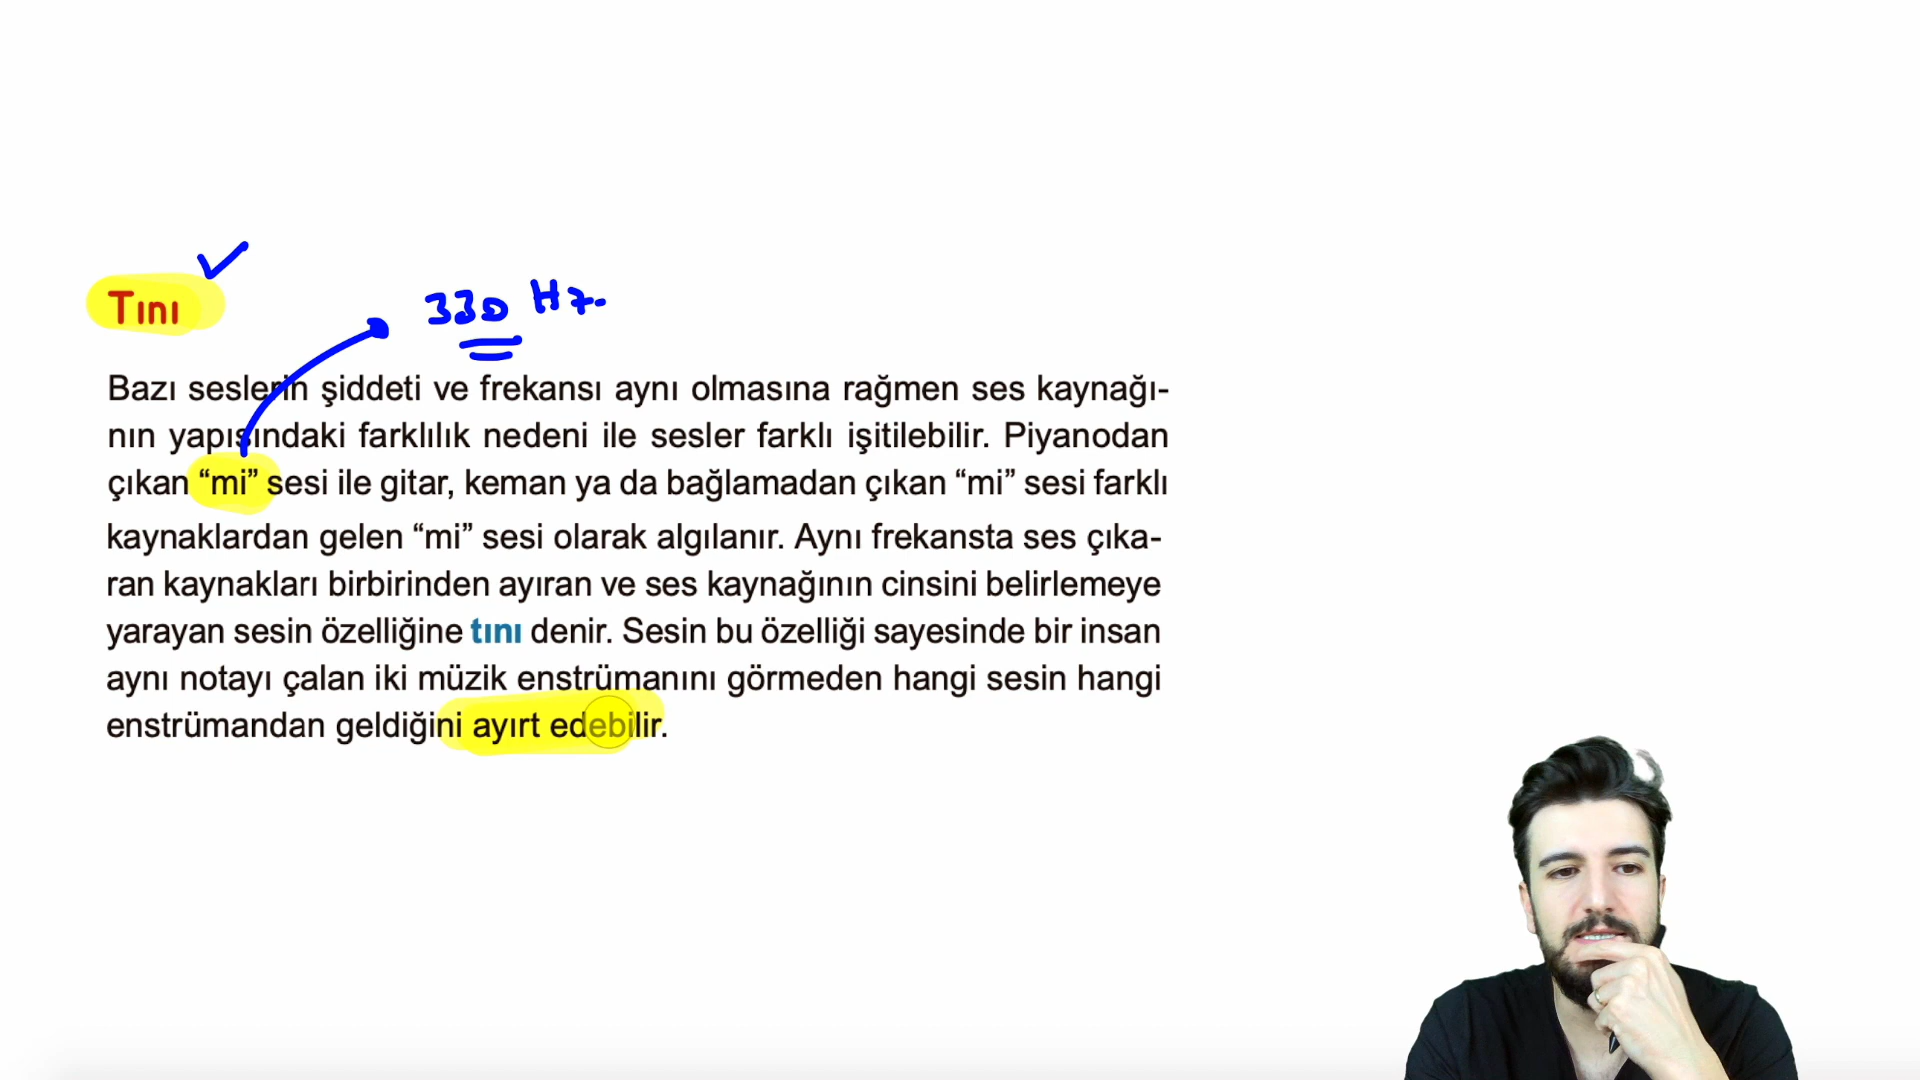 Tını
330 Hz.
Bazı seslerin şiddeti ve frekansı aynı olmasına rağmen ses kaynağı-
nın yapısındaki farklılık nedeni ile sesler farklı işitilebilir. Piyanodan
çıkan “mi” sesi ile gitar, keman ya da bağlamadan çıkan “mi” sesi farklı
kaynaklardan gelen “mi” sesi olarak algılanır. Aynı frekansta ses çıka-
ran kaynakları birbirinden ayıran ve ses kaynağının cinsini belirlemeye
yarayan sesin özelliğine tını denir. Sesin bu özelliği sayesinde bir insan
aynı notayı çalan iki müzik enstrümanını görmeden hangi sesin hangi
enstrümandan geldiğini ayırt edebilir.